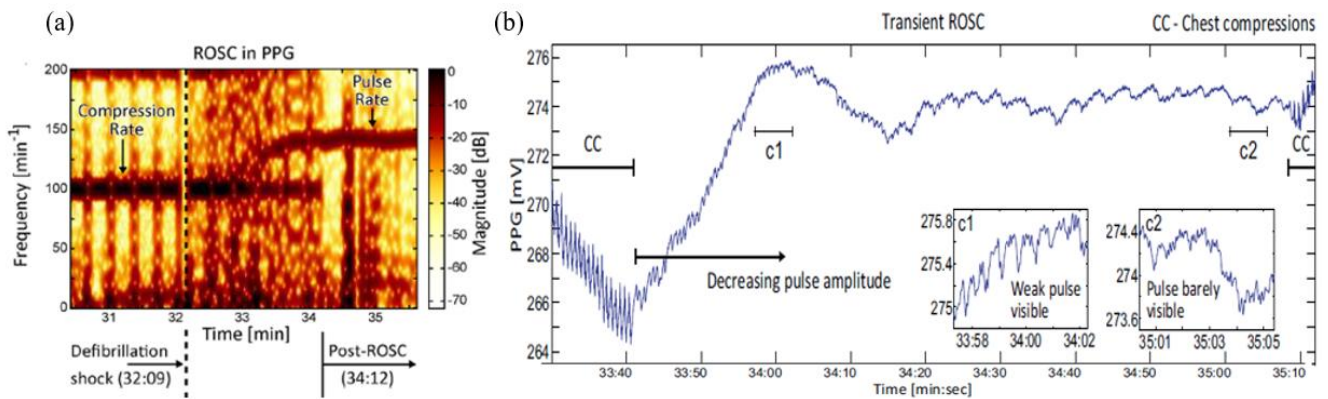 (a)
ROSC in PPG
200
150
100
50
0
Frequency [min⁻¹]
Compression
Rate
Pulse
Rate
31
32
33
34
35
Time [min]
0
-10
-20
-30
-40
-50
-60
-70
Magnitude [dB]
Defibrillation
shock (32:09)
Post-ROSC
(34:12)
(b)
Transient ROSC
CC - Chest compressions
276
274
272
270
268
266
264
PPG [mV]
CC
c1
c2
CC
Decreasing pulse amplitude
c1
275.8
275.4
275
Weak pulse
visible
33:58
34:00
34:02
c2
274.4
274
273.6
Pulse barely
visible
35:01
35:03
35:05
33:40
33:50
34:00
34:10
34:20
34:30
34:40
34:50
35:00
35:10
Time [min:sec]